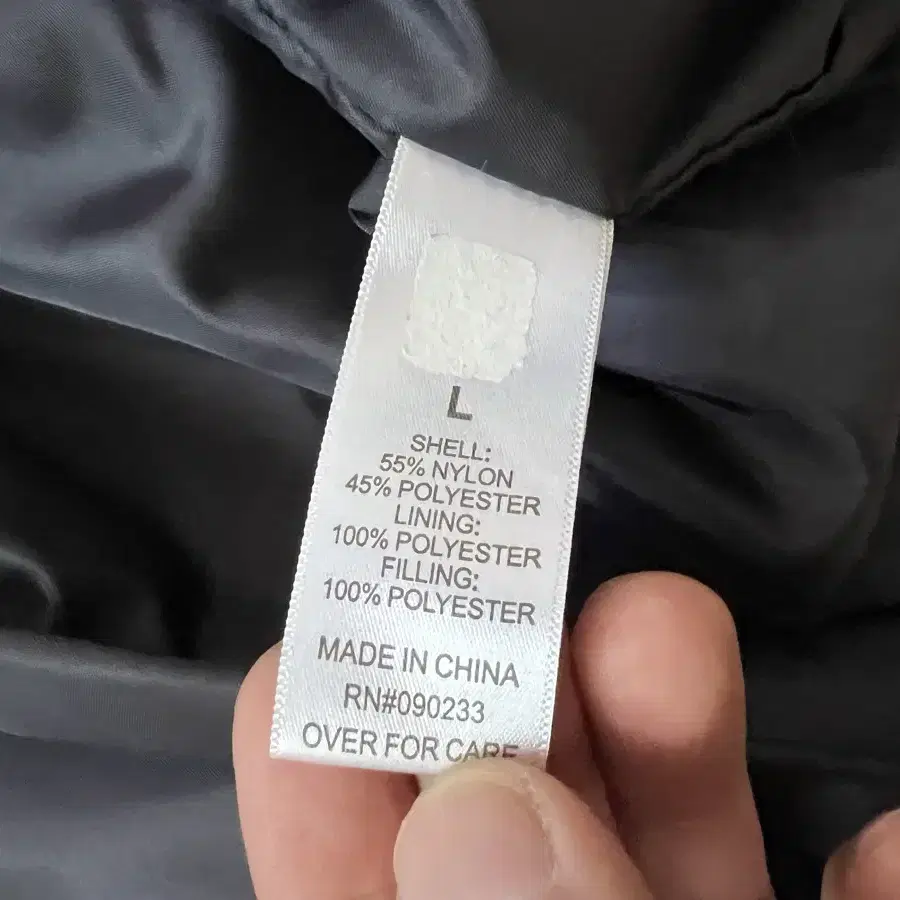 L
SHELL:
55% NYLON
45% POLYESTER
LINING:
100% POLYESTER
FILLING:
100% POLYESTER
MADE IN CHINA
RN#090233
OVER FOR CARE